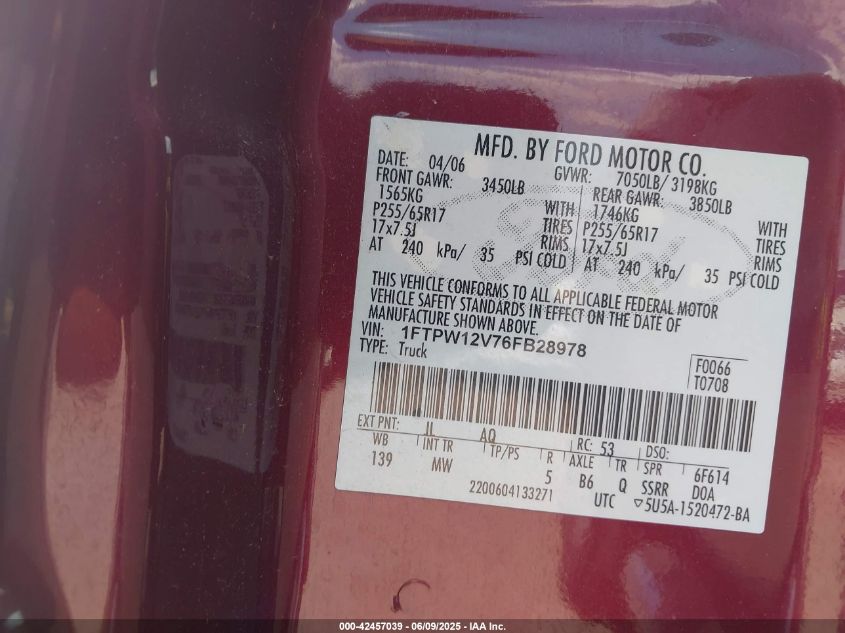 MFD. BY FORD MOTOR CO.
DATE: 04/06 GVWR: 7050LB/ 3198KG
FRONT GAWR: 3450LB REAR GAWR: 3850LB
1565KG WITH 1746KG WITH
P255/65R17 TIRES P255/65R17 TIRES
17x7.5J RIMS 17x7.5J RIMS
AT 240 kPa/ 35 PSI COLD AT 240 kPa/ 35 PSI COLD
THIS VEHICLE CONFORMS TO ALL APPLICABLE FEDERAL MOTOR
VEHICLE SAFETY STANDARDS IN EFFECT ON THE DATE OF
MANUFACTURE SHOWN ABOVE.
VIN: 1FTPW12V76FB28978
TYPE: Truck
F0066
T0708
EXT PNT: JL AQ RC: 53 DSO:
WB INT TR TP/PS R AXLE TR SPR 6F614
139 MW 5 B6 Q SSRR DOA
2200604133271 UTC ▽5U5A-1520472-BA
000-42457039 | 06/09/2025 - IAA Inc.